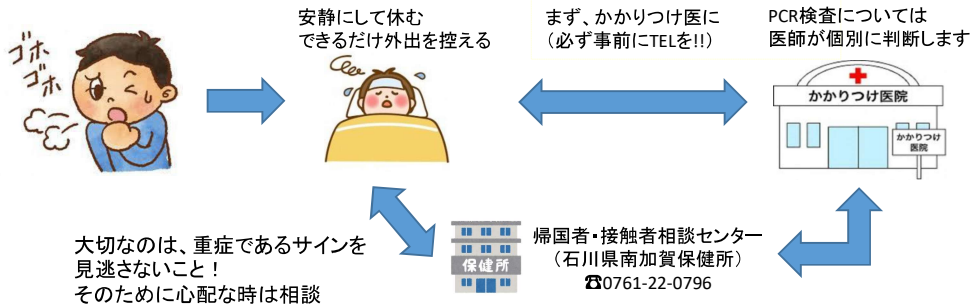 ゴホ
ゴホ
安静にして休む
できるだけ外出を控える
まず、かかりつけ医に
（必ず事前にTELを!!）
PCR検査については
医師が個別に判断します
かかりつけ医院
かかりつけ
医院
大切なのは、重症であるサインを
見逃さないこと！
そのために心配な時は相談
保健所
帰国者・接触者相談センター
（石川県南加賀保健所）
☎0761-22-0796